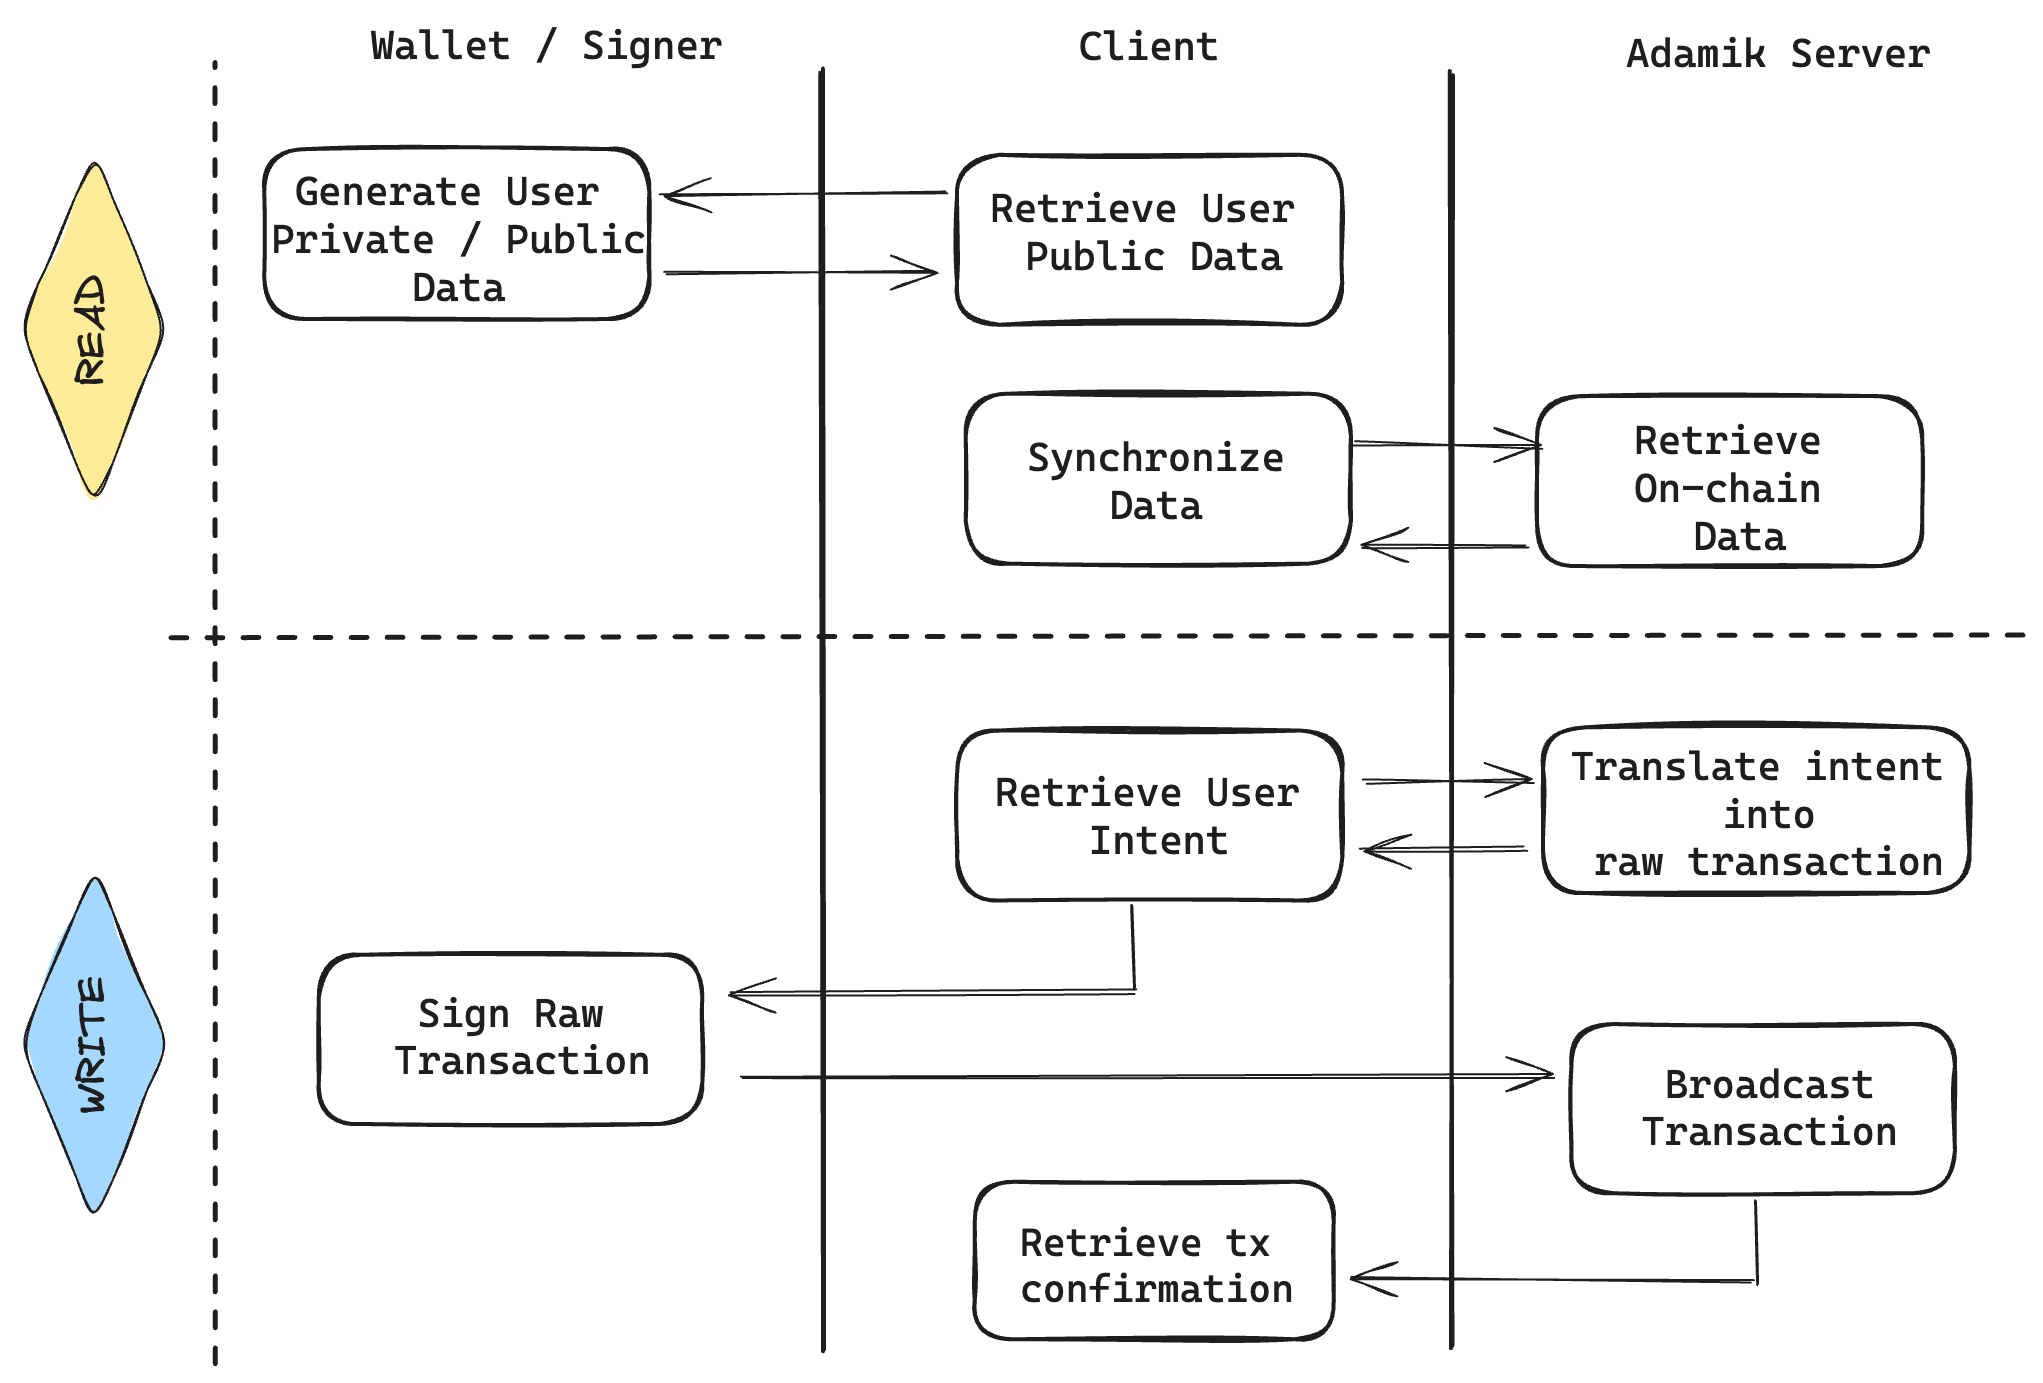 Wallet / Signer
Client
Adamik Server
READ
Generate User
Private / Public
Data
Retrieve User
Public Data
Synchronize
Data
Retrieve
On-chain
Data
WRITE
Retrieve User
Intent
Translate intent
into
raw transaction
Sign Raw
Transaction
Broadcast
Transaction
Retrieve tx
confirmation